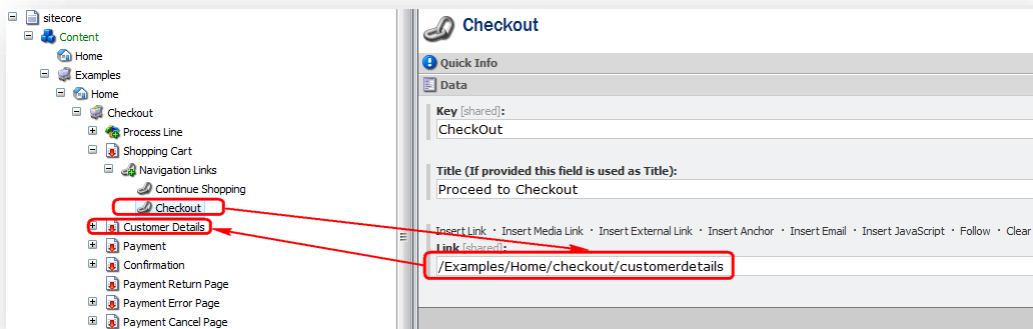 sitecore
Content
Home
Examples
Home
Checkout
Process Line
Shopping Cart
Navigation Links
Continue Shopping
Checkout
Customer Details
Payment
Confirmation
Payment Return Page
Payment Error Page
Payment Cancel Page
Checkout
Quick Info
Data
Key [shared]:
CheckOut
Title (If provided this field is used as Title):
Proceed to Checkout
Insert Link · Insert Media Link · Insert External Link · Insert Anchor · Insert Email · Insert JavaScript · Follow · Clear
Link [shared]:
/Examples/Home/checkout/customerdetails